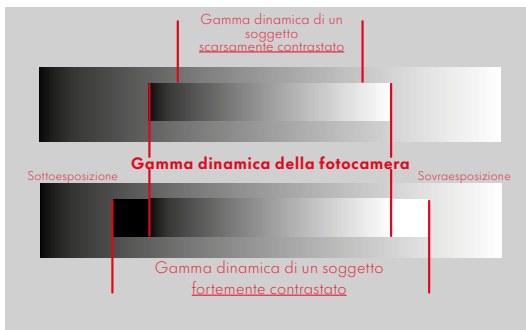 Gamma dinamica di un
soggetto
scarsamente contrastato
Gamma dinamica della fotocamera
Sottoesposizione
Sovraesposizione
Gamma dinamica di un soggetto
fortemente contrastato